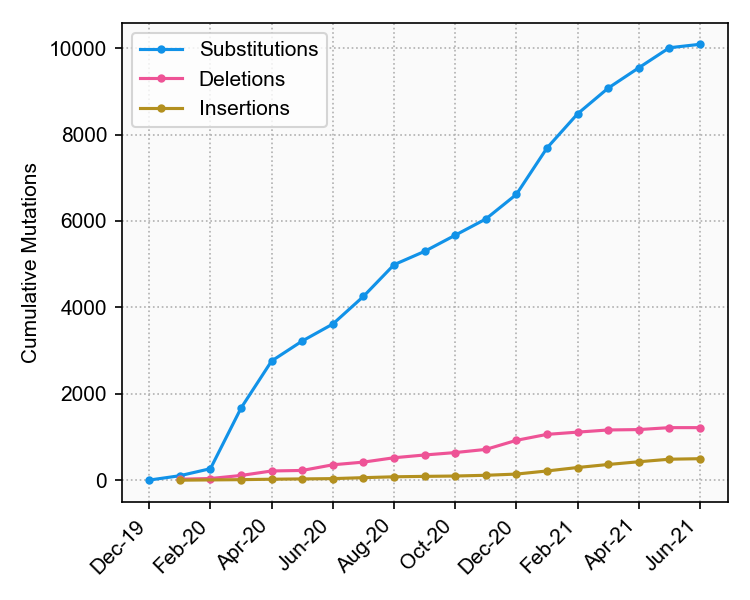 Substitutions
Deletions
Insertions
Cumulative Mutations
10000
8000
6000
4000
2000
0
Dec-19
Feb-20
Apr-20
Jun-20
Aug-20
Oct-20
Dec-20
Feb-21
Apr-21
Jun-21